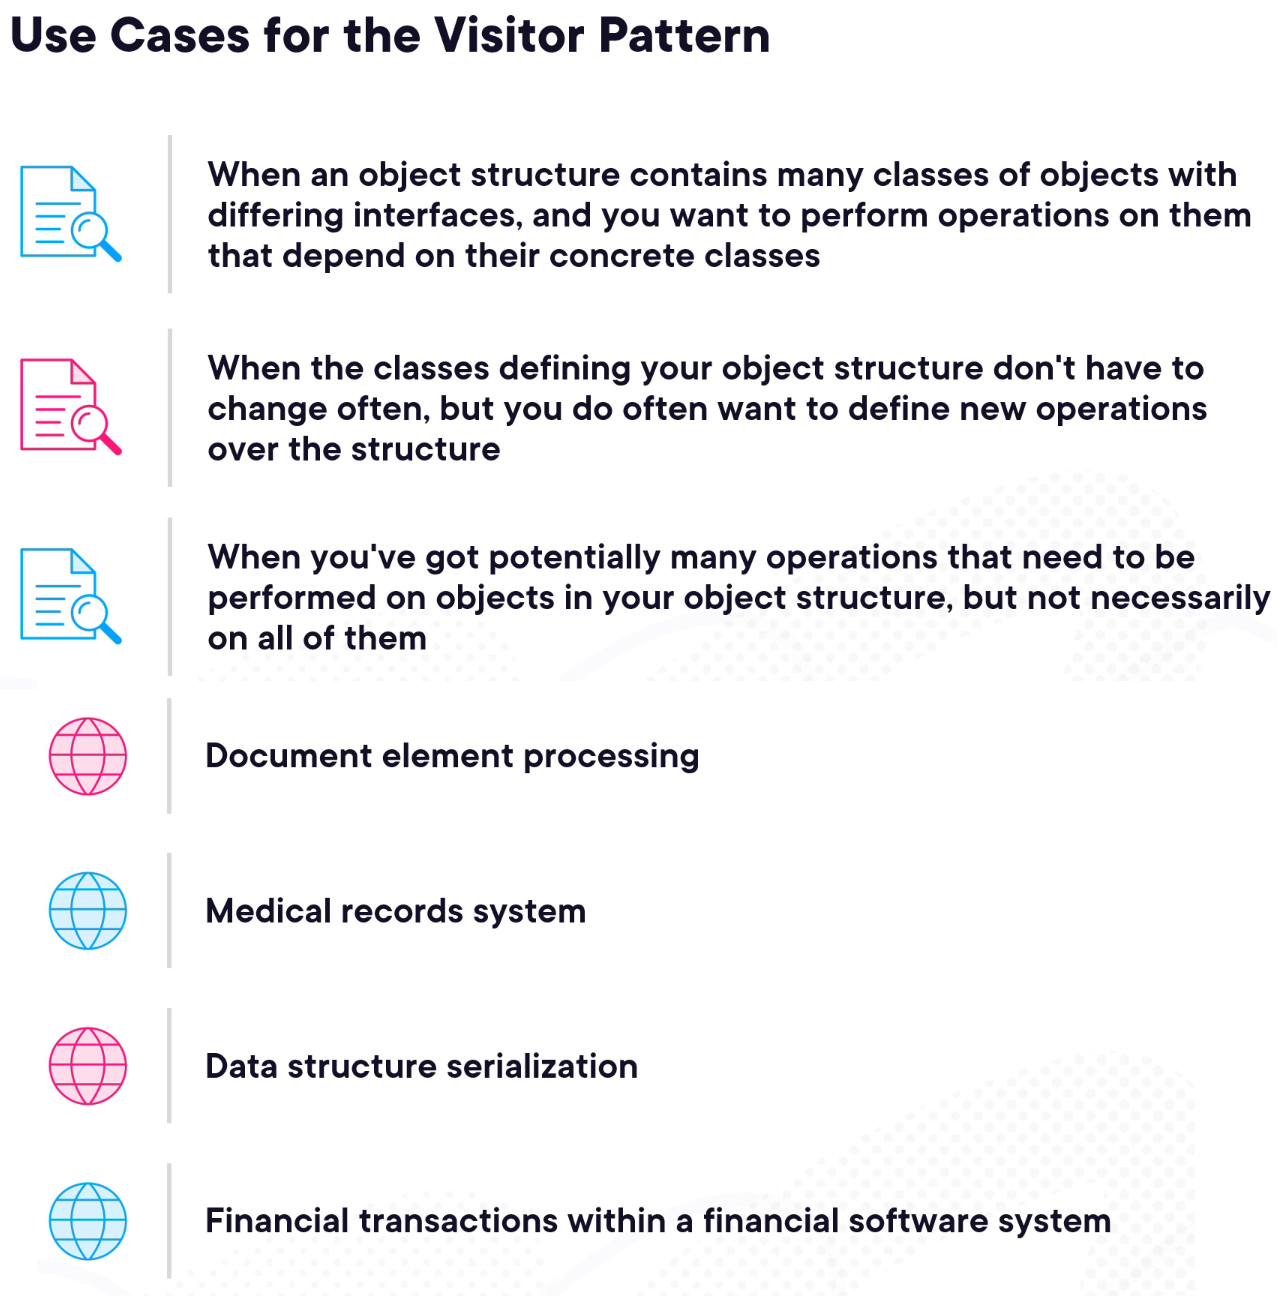 Use Cases for the Visitor Pattern
When an object structure contains many classes of objects with
differing interfaces, and you want to perform operations on them
that depend on their concrete classes
When the classes defining your object structure don't have to
change often, but you do often want to define new operations
over the structure
When you've got potentially many operations that need to be
performed on objects in your object structure, but not necessarily
on all of them
Document element processing
Medical records system
Data structure serialization
Financial transactions within a financial software system